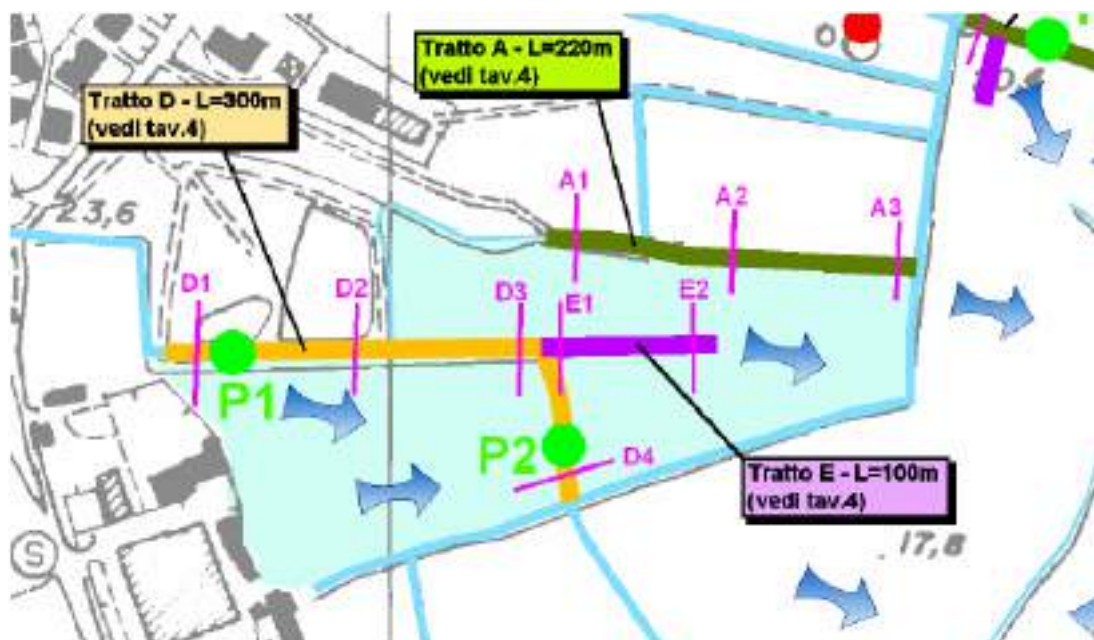 Tratto A - L=220m
(vedi tav.4)
Tratto D - L=300m
(vedi tav.4)
A1
A2
A3
23,6
D1
D2
D3
E1
E2
P1
P2
D4
Tratto E - L=100m
(vedi tav.4)
17,8
S